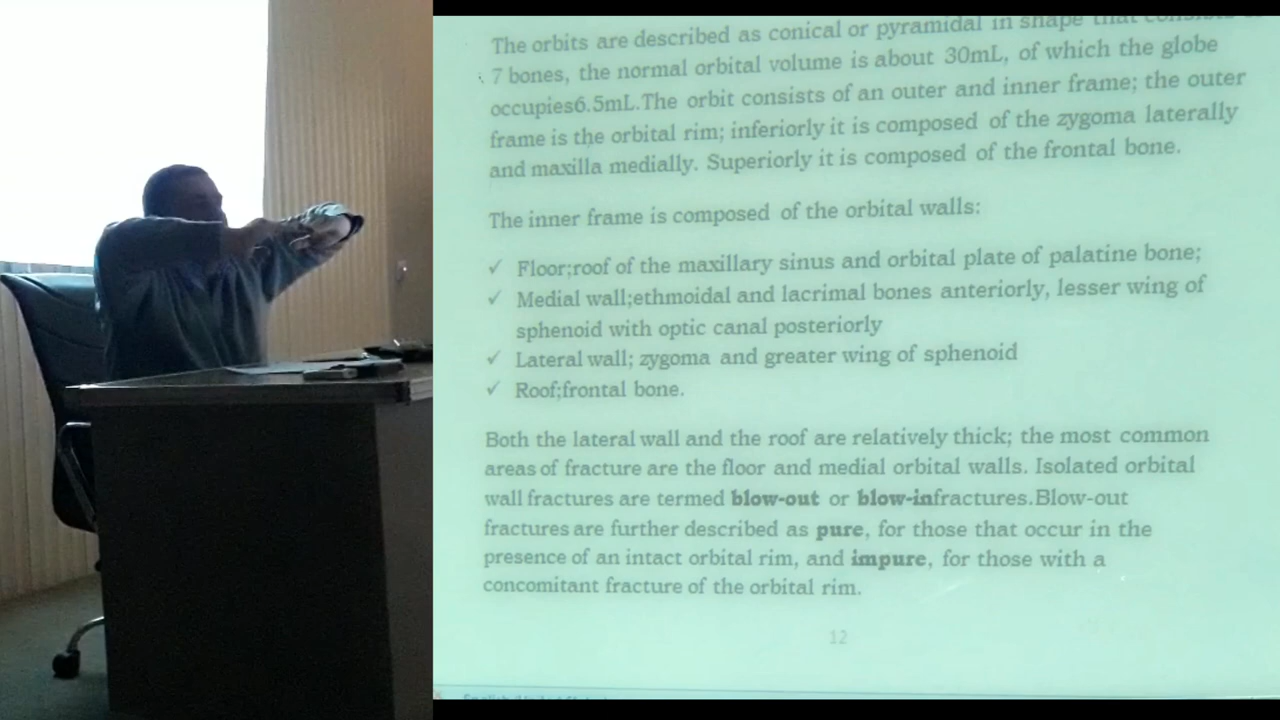 The orbits are described as conical or pyramidal in shape that consists
7 bones, the normal orbital volume is about 30mL, of which the globe
occupies6.5mL.The orbit consists of an outer and inner frame; the outer
frame is the orbital rim; inferiorly it is composed of the zygoma laterally
and maxilla medially. Superiorly it is composed of the frontal bone.
The inner frame is composed of the orbital walls:
✓ Floor;roof of the maxillary sinus and orbital plate of palatine bone;
✓ Medial wall;ethmoidal and lacrimal bones anteriorly, lesser wing of
sphenoid with optic canal posteriorly
✓ Lateral wall; zygoma and greater wing of sphenoid
✓ Roof;frontal bone.
Both the lateral wall and the roof are relatively thick; the most common
areas of fracture are the floor and medial orbital walls. Isolated orbital
wall fractures are termed blow-out or blow-infractures.Blow-out
fractures are further described as pure, for those that occur in the
presence of an intact orbital rim, and impure, for those with a
concomitant fracture of the orbital rim.
12